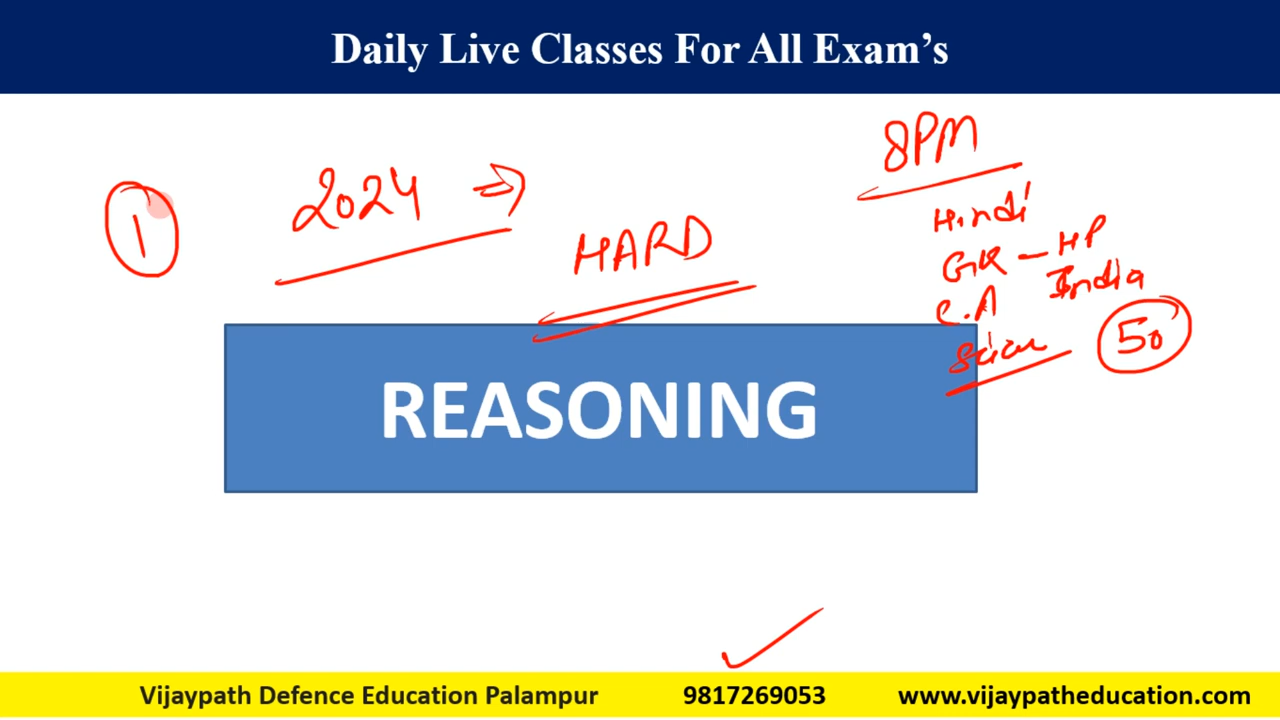 Daily Live Classes For All Exam's
8PM
1
2024 ⇒
HARD
Hindi
GK – HP
India
C.A
50
REASONING
Vijaypath Defence Education Palampur 9817269053 www.vijaypatheducation.com